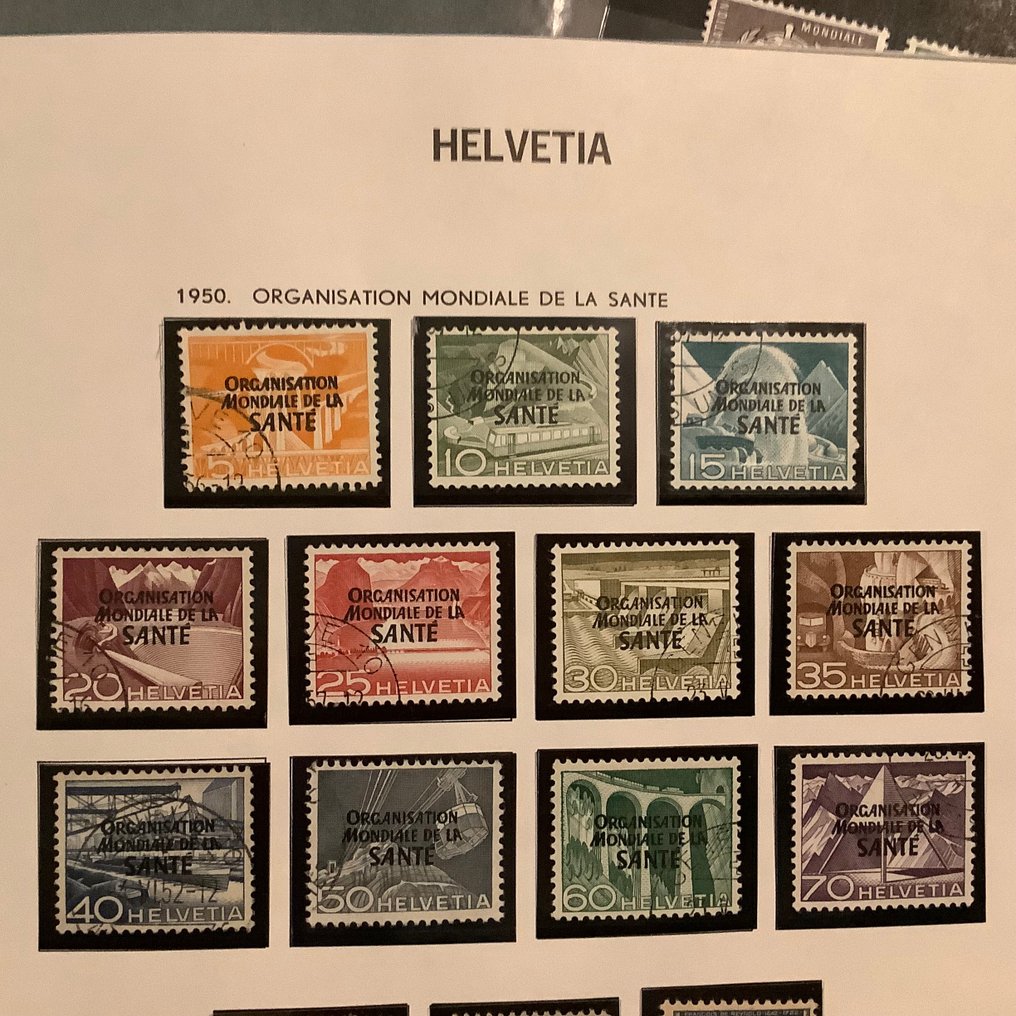 MONDIALE
HELVETIA
1950. ORGANISATION MONDIALE DE LA SANTE
ORGANISATION
MONDIALE DE LA
SANTÉ
5 HELVETIA
ORGANISATION
MONDIALE DE LA
SANTÉ
10 HELVETIA
ORGANISATION
MONDIALE DE LA
SANTÉ
15 HELVETIA
ORGANISATION
MONDIALE DE LA
SANTÉ
20 HELVETIA
ORGANISATION
MONDIALE DE LA
SANTÉ
25 HELVETIA
ORGANISATION
MONDIALE DE LA
SANTÉ
30 HELVETIA
ORGANISATION
MONDIALE DE LA
SANTÉ
35 HELVETIA
ORGANISATION
MONDIALE DE LA
SANTÉ
XI.52-12
40 HELVETIA
ORGANISATION
MONDIALE DE LA
SANTÉ
50 HELVETIA
ORGANISATION
MONDIALE DE LA
SANTÉ
60 HELVETIA
ORGANISATION
MONDIALE DE LA
SANTÉ
70 HELVETIA